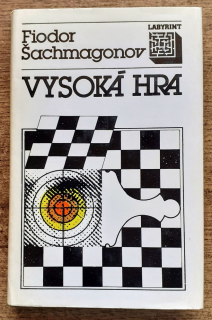 Fiodor
Šachmagonov
LABYRINT
VYSOKÁ HRA